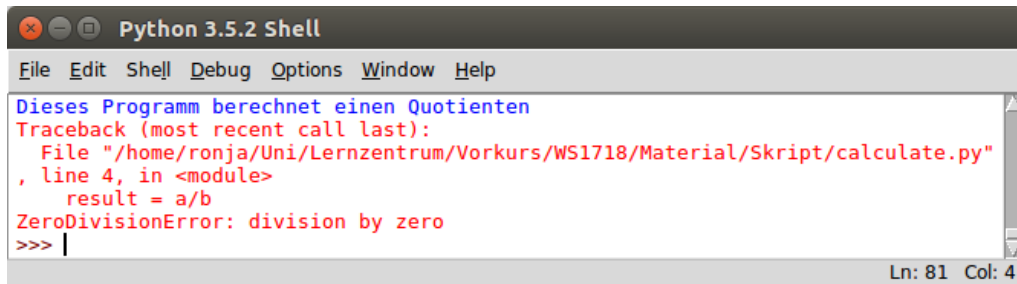 Python 3.5.2 Shell
File Edit Shell Debug Options Window Help
Dieses Programm berechnet einen Quotienten
Traceback (most recent call last):
  File "/home/ronja/Uni/Lernzentrum/Vorkurs/WS1718/Material/Skript/calculate.py"
, line 4, in <module>
    result = a/b
ZeroDivisionError: division by zero
>>>
Ln: 81 Col: 4